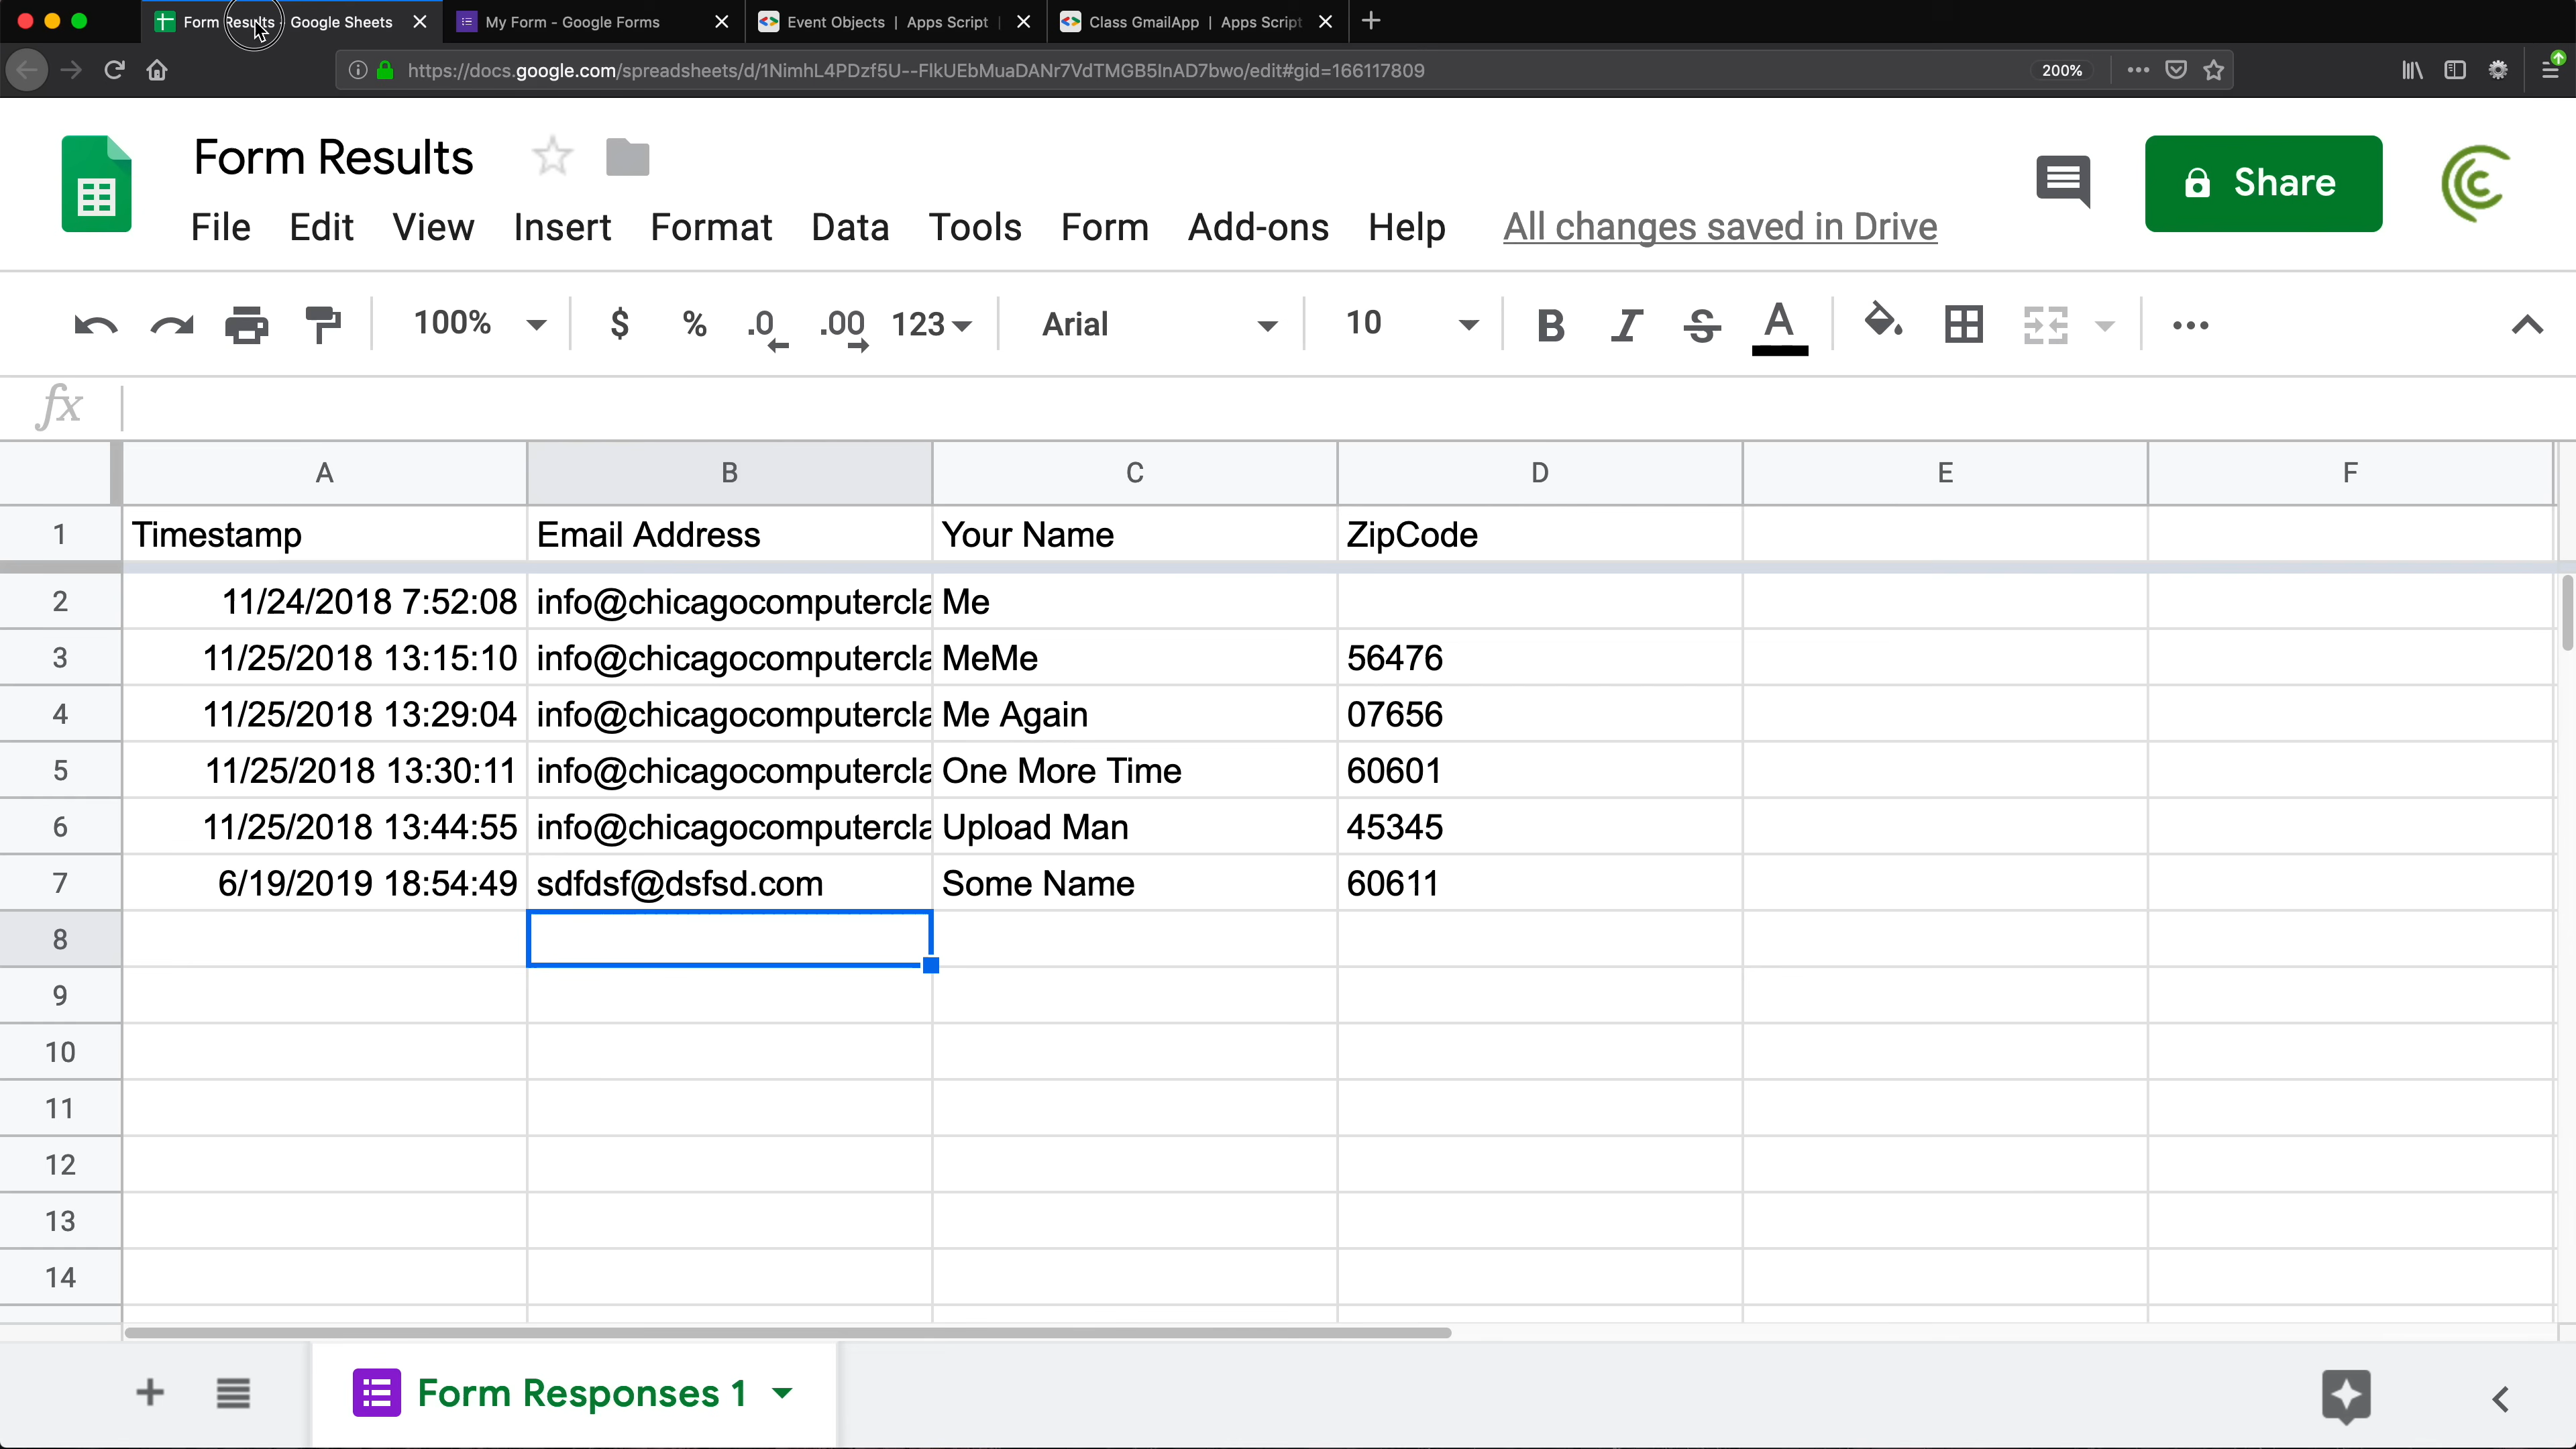 Form Results - Google Sheets
My Form - Google Forms
Event Objects | Apps Script
Class GmailApp | Apps Script
https://docs.google.com/spreadsheets/d/1NimhL4PDzf5U--FlkUEbMuaDANr7VdTMGB5InAD7bwo/edit#gid=166117809
200%
Form Results
Share
File Edit View Insert Format Data Tools Form Add-ons Help All changes saved in Drive
100% $ % .0 .00 123 Arial 10 B I S A
fx
A B C D E F
1 Timestamp Email Address Your Name ZipCode
2 11/24/2018 7:52:08 info@chicagocomputercla Me
3 11/25/2018 13:15:10 info@chicagocomputercla MeMe 56476
4 11/25/2018 13:29:04 info@chicagocomputercla Me Again 07656
5 11/25/2018 13:30:11 info@chicagocomputercla One More Time 60601
6 11/25/2018 13:44:55 info@chicagocomputercla Upload Man 45345
7 6/19/2019 18:54:49 sdfdsf@dsfsd.com Some Name 60611
8
9
10
11
12
13
14
Form Responses 1